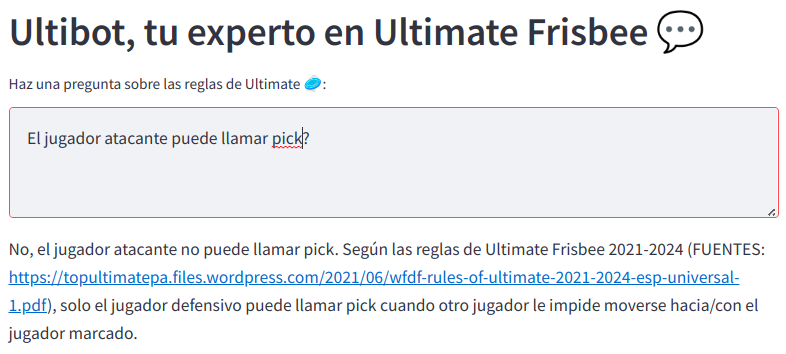 Ultibot, tu experto en Ultimate Frisbee 💬
Haz una pregunta sobre las reglas de Ultimate 🥏:
El jugador atacante puede llamar pick?
No, el jugador atacante no puede llamar pick. Según las reglas de Ultimate Frisbee 2021-2024 (FUENTES:
https://topultimatepa.files.wordpress.com/2021/06/wfdf-rules-of-ultimate-2021-2024-esp-universal-
1.pdf), solo el jugador defensivo puede llamar pick cuando otro jugador le impide moverse hacia/con el
jugador marcado.